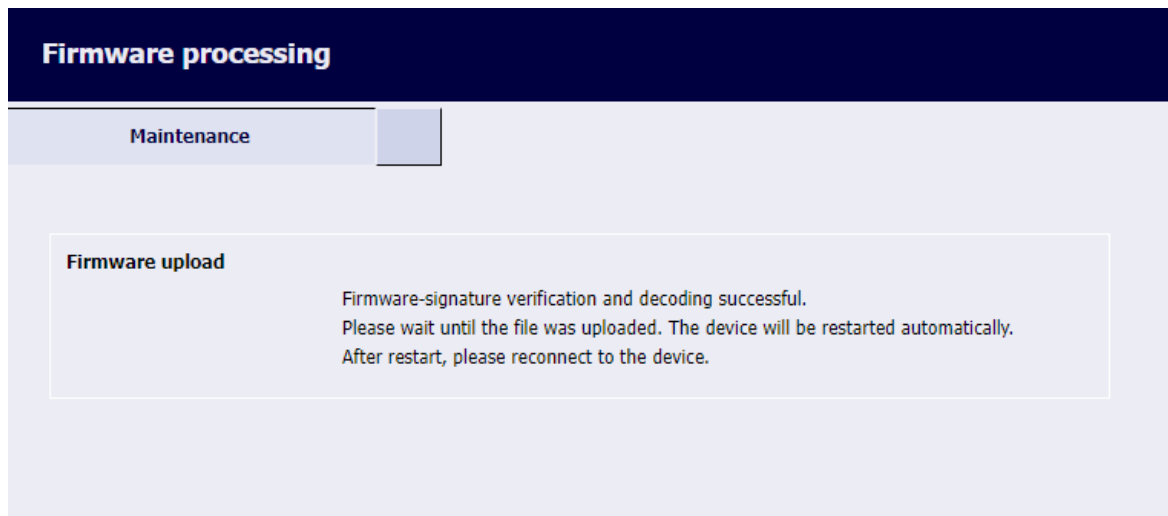 Firmware processing
Maintenance
Firmware upload
Firmware-signature verification and decoding successful.
Please wait until the file was uploaded. The device will be restarted automatically.
After restart, please reconnect to the device.